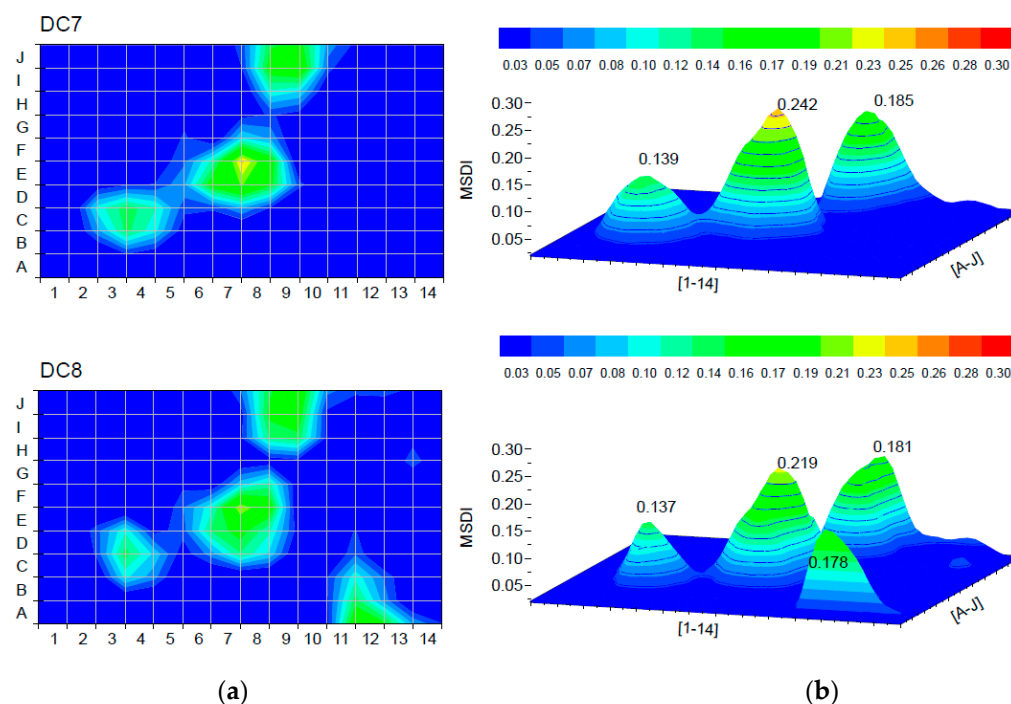 DC7
J
I
H
G
F
E
D
C
B
A
1 2 3 4 5 6 7 8 9 10 11 12 13 14
0.03 0.05 0.07 0.08 0.10 0.12 0.14 0.16 0.17 0.19 0.21 0.23 0.25 0.26 0.28 0.30
MSDI
0.30
0.25
0.20
0.15
0.10
0.05
0.139
0.242
0.185
[1-14]
[A-J]
DC8
J
I
H
G
F
E
D
C
B
A
1 2 3 4 5 6 7 8 9 10 11 12 13 14
0.03 0.05 0.07 0.08 0.10 0.12 0.14 0.16 0.17 0.19 0.21 0.23 0.25 0.26 0.28 0.30
MSDI
0.30
0.25
0.20
0.15
0.10
0.05
0.137
0.219
0.181
0.178
[1-14]
[A-J]
(a)
(b)